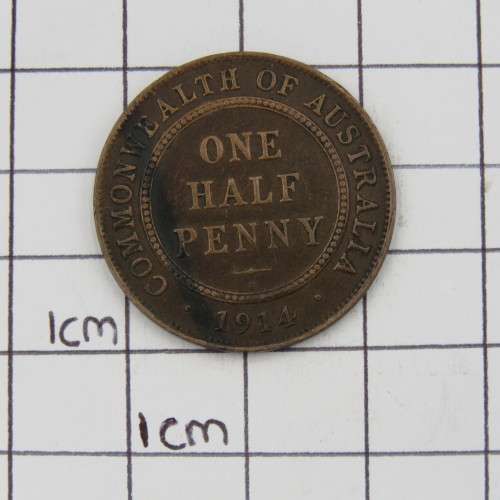 COMMONWEALTH OF AUSTRALIA
ONE
HALF
PENNY
1914
1cm
1cm